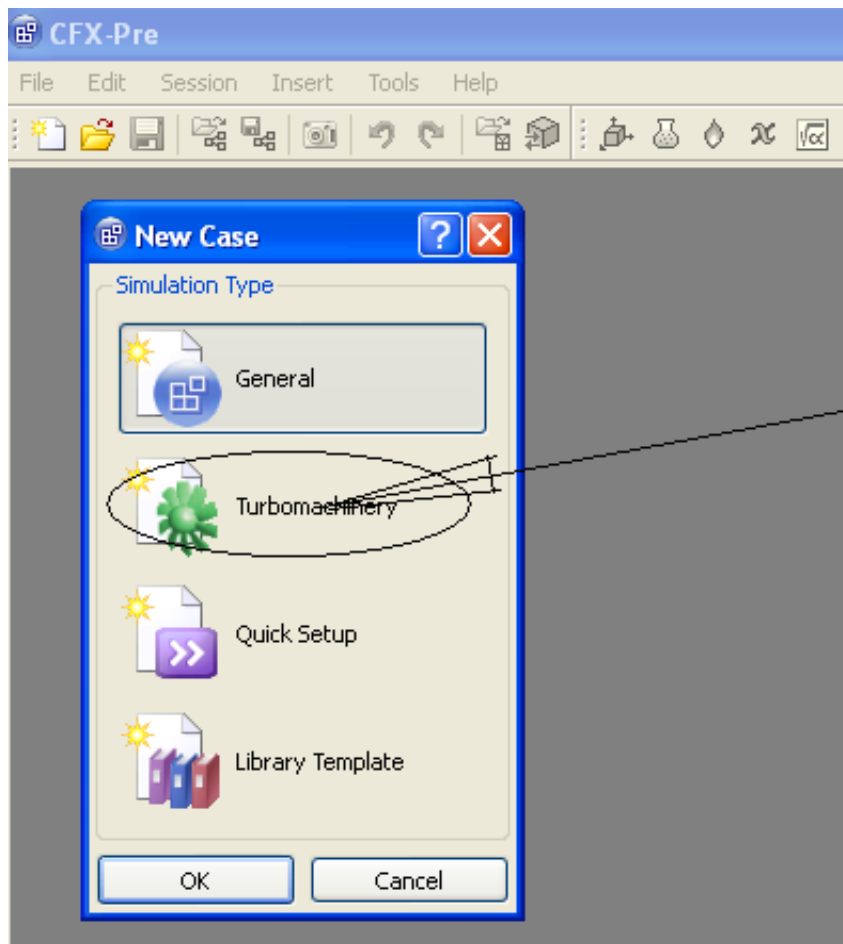 CFX-Pre
File Edit Session Insert Tools Help
New Case
Simulation Type
General
Turbomachinery
Quick Setup
Library Template
OK Cancel